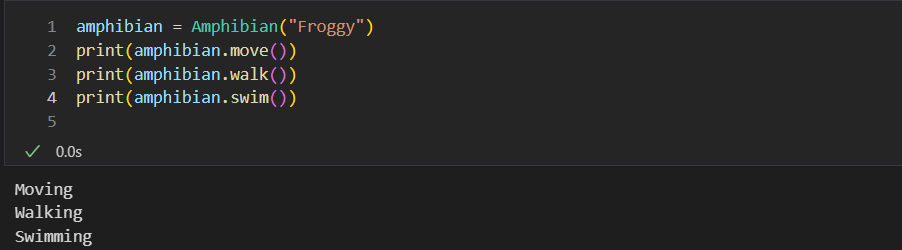 1 amphibian = Amphibian("Froggy")
2 print(amphibian.move())
3 print(amphibian.walk())
4 print(amphibian.swim())
5
0.0s
Moving
Walking
Swimming